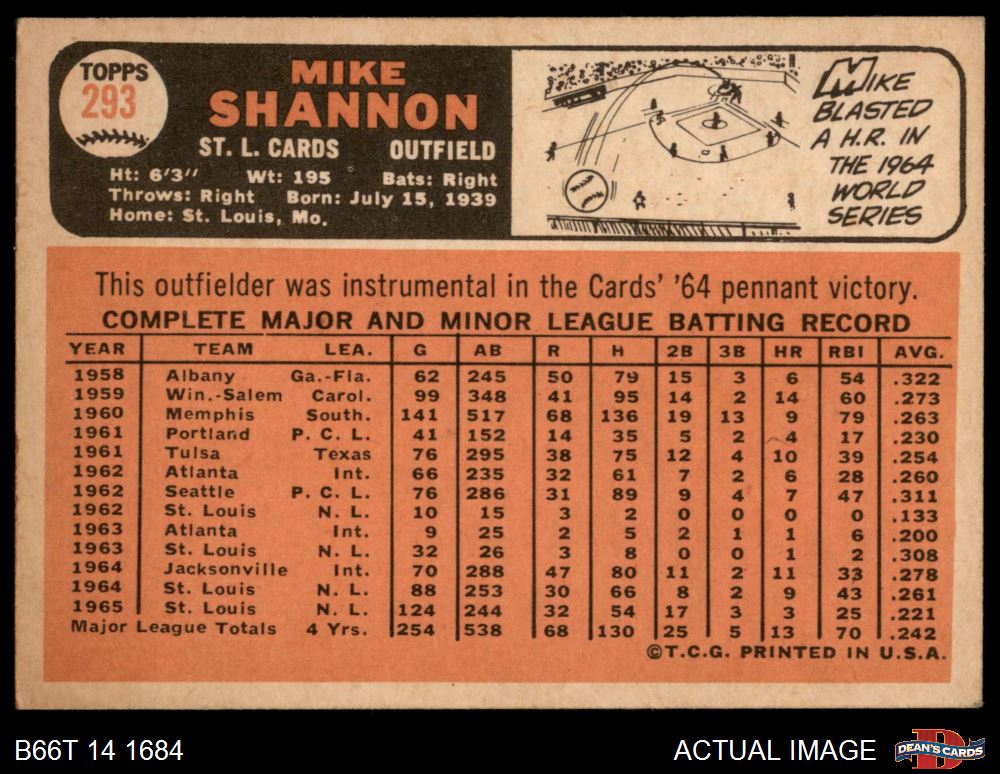 TOPPS
293
MIKE
SHANNON
ST. L. CARDS OUTFIELD
Ht: 6'3" Wt: 195 Bats: Right
Throws: Right Born: July 15, 1939
Home: St. Louis, Mo.
MIKE
BLASTED
A H.R. IN
THE 1964
WORLD
SERIES
This outfielder was instrumental in the Cards' '64 pennant victory.
COMPLETE MAJOR AND MINOR LEAGUE BATTING RECORD
YEAR TEAM LEA. G AB R H 2B 3B HR RBI AVG.
1958 Albany Ga.-Fla. 62 245 50 79 15 3 6 54 .322
1959 Win.-Salem Carol. 99 348 41 95 14 2 14 60 .273
1960 Memphis South. 141 517 68 136 19 13 9 79 .263
1961 Portland P. C. L. 41 152 14 35 5 2 4 17 .230
1961 Tulsa Texas 76 295 38 75 12 4 10 39 .254
1962 Atlanta Int. 66 235 32 61 7 2 6 28 .260
1962 Seattle P. C. L. 76 286 31 89 9 4 7 47 .311
1962 St. Louis N. L. 10 15 3 2 0 0 0 0 .133
1963 Atlanta Int. 9 25 2 5 2 1 1 6 .200
1963 St. Louis N. L. 32 26 3 8 0 0 1 2 .308
1964 Jacksonville Int. 70 288 47 80 11 2 11 33 .278
1964 St. Louis N. L. 88 253 30 66 8 2 9 43 .261
1965 St. Louis N. L. 124 244 32 54 17 3 3 25 .221
Major League Totals 4 Yrs. 254 538 68 130 25 5 13 70 .242
©T.C.G. PRINTED IN U.S.A.
B66T 14 1684
ACTUAL IMAGE
DEAN'S CARDS